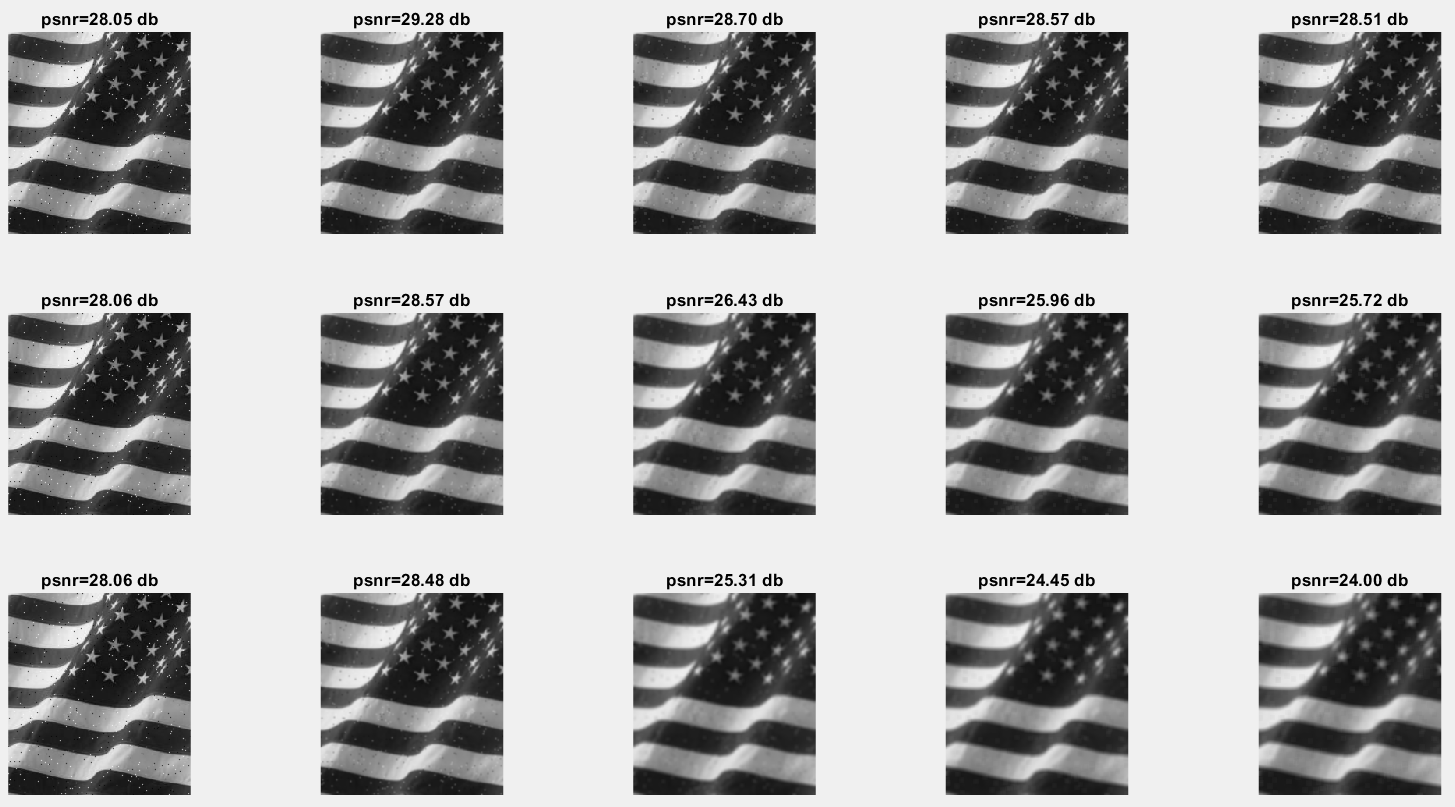 psnr=28.05 db
psnr=29.28 db
psnr=28.70 db
psnr=28.57 db
psnr=28.51 db
psnr=28.06 db
psnr=28.57 db
psnr=26.43 db
psnr=25.96 db
psnr=25.72 db
psnr=28.06 db
psnr=28.48 db
psnr=25.31 db
psnr=24.45 db
psnr=24.00 db